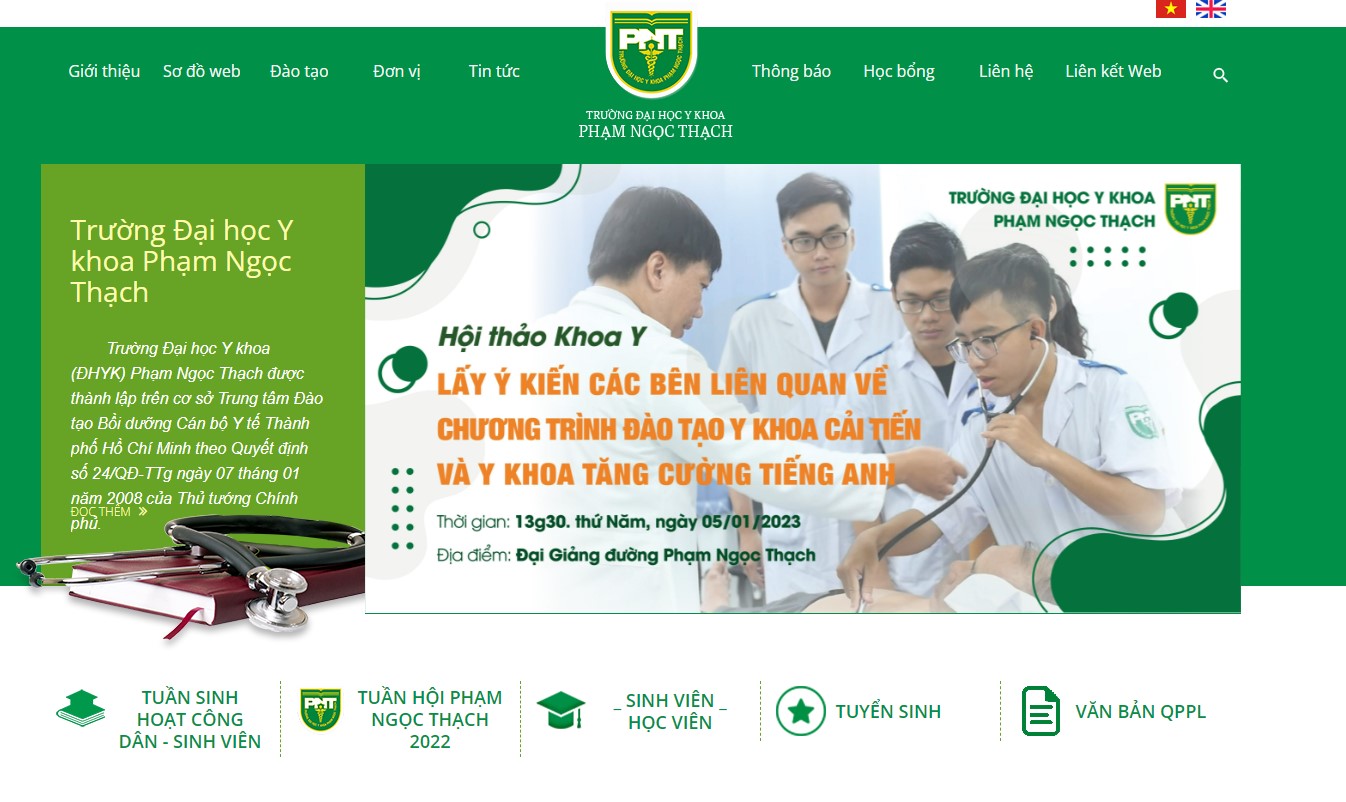 Giới thiệu
Sơ đồ web
Đào tạo
Đơn vị
Tin tức
PNT
TRƯỜNG ĐẠI HỌC Y KHOA PHẠM NGỌC THẠCH
TRƯỜNG ĐẠI HỌC Y KHOA
PHẠM NGỌC THẠCH
Thông báo
Học bổng
Liên hệ
Liên kết Web
Trường Đại học Y
khoa Phạm Ngọc
Thạch
Trường Đại học Y khoa
(ĐHYK) Phạm Ngọc Thạch được
thành lập trên cơ sở Trung tâm Đào
tạo Bồi dưỡng Cán bộ Y tế Thành
phố Hồ Chí Minh theo Quyết định
số 24/QĐ-TTg ngày 07 tháng 01
năm 2008 của Thủ tướng Chính
phủ.
ĐỌC THÊM
TRƯỜNG ĐẠI HỌC Y KHOA
PHẠM NGỌC THẠCH
PNT
Hội thảo Khoa Y
LẤY Ý KIẾN CÁC BÊN LIÊN QUAN VỀ
CHƯƠNG TRÌNH ĐÀO TẠO Y KHOA CẢI TIẾN
VÀ Y KHOA TĂNG CƯỜNG TIẾNG ANH
Thời gian: 13g30. thứ Năm, ngày 05/01/2023
Địa điểm: Đại Giảng đường Phạm Ngọc Thạch
TUẦN SINH
HOẠT CÔNG
DÂN - SINH VIÊN
PNT
TUẦN HỘI PHẠM
NGỌC THẠCH
2022
_ SINH VIÊN _
HỌC VIÊN
TUYỂN SINH
VĂN BẢN QPPL